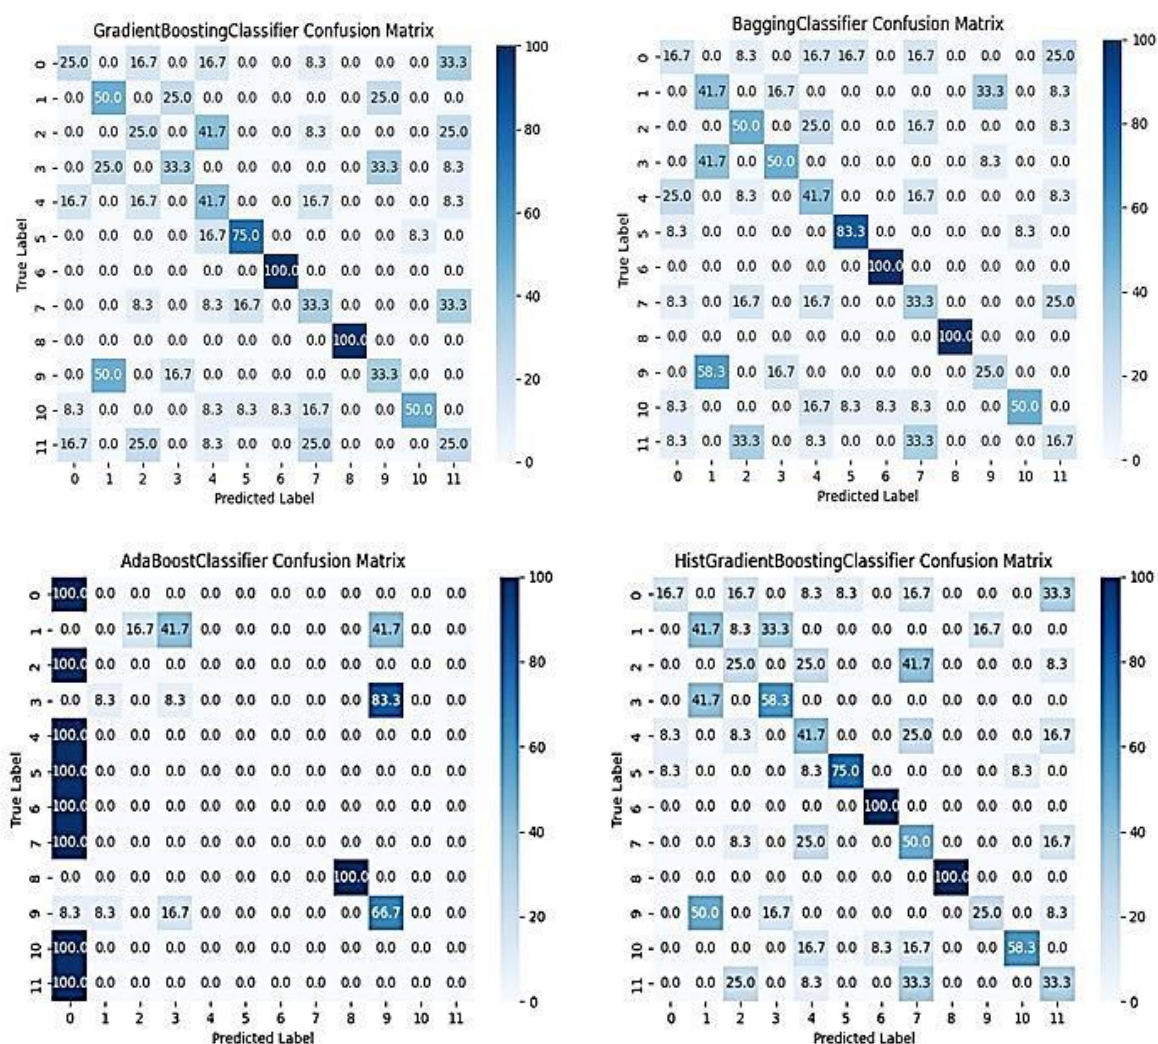 GradientBoostingClassifier Confusion Matrix
True Label
0 25.0 0.0 16.7 0.0 16.7 0.0 0.0 8.3 0.0 0.0 0.0 33.3
1 0.0 50.0 0.0 25.0 0.0 0.0 0.0 0.0 0.0 25.0 0.0 0.0
2 0.0 0.0 25.0 0.0 41.7 0.0 0.0 8.3 0.0 0.0 0.0 25.0
3 0.0 25.0 0.0 33.3 0.0 0.0 0.0 0.0 0.0 33.3 0.0 8.3
4 16.7 0.0 16.7 0.0 41.7 0.0 0.0 16.7 0.0 0.0 0.0 8.3
5 0.0 0.0 0.0 0.0 16.7 75.0 0.0 0.0 0.0 0.0 8.3 0.0
6 0.0 0.0 0.0 0.0 0.0 0.0 100.0 0.0 0.0 0.0 0.0 0.0
7 0.0 0.0 8.3 0.0 8.3 16.7 0.0 33.3 0.0 0.0 0.0 33.3
8 0.0 0.0 0.0 0.0 0.0 0.0 0.0 0.0 100.0 0.0 0.0 0.0
9 0.0 50.0 0.0 16.7 0.0 0.0 0.0 0.0 0.0 33.3 0.0 0.0
10 8.3 0.0 0.0 0.0 8.3 8.3 8.3 16.7 0.0 0.0 50.0 0.0
11 16.7 0.0 25.0 0.0 8.3 0.0 0.0 25.0 0.0 0.0 0.0 25.0
0 1 2 3 4 5 6 7 8 9 10 11
Predicted Label
100
80
60
40
20
0
BaggingClassifier Confusion Matrix
True Label
0 16.7 0.0 8.3 0.0 16.7 16.7 0.0 16.7 0.0 0.0 0.0 25.0
1 0.0 41.7 0.0 16.7 0.0 0.0 0.0 0.0 0.0 33.3 0.0 8.3
2 0.0 0.0 50.0 0.0 25.0 0.0 0.0 16.7 0.0 0.0 0.0 8.3
3 0.0 41.7 0.0 50.0 0.0 0.0 0.0 0.0 0.0 8.3 0.0 0.0
4 25.0 0.0 8.3 0.0 41.7 0.0 0.0 16.7 0.0 0.0 0.0 8.3
5 8.3 0.0 0.0 0.0 0.0 83.3 0.0 0.0 0.0 0.0 8.3 0.0
6 0.0 0.0 0.0 0.0 0.0 0.0 100.0 0.0 0.0 0.0 0.0 0.0
7 8.3 0.0 16.7 0.0 16.7 0.0 0.0 33.3 0.0 0.0 0.0 25.0
8 0.0 0.0 0.0 0.0 0.0 0.0 0.0 0.0 100.0 0.0 0.0 0.0
9 0.0 58.3 0.0 16.7 0.0 0.0 0.0 0.0 0.0 25.0 0.0 0.0
10 8.3 0.0 0.0 0.0 16.7 8.3 8.3 8.3 0.0 0.0 50.0 0.0
11 8.3 0.0 33.3 0.0 8.3 0.0 0.0 33.3 0.0 0.0 0.0 16.7
0 1 2 3 4 5 6 7 8 9 10 11
Predicted Label
100
80
60
40
20
0
AdaBoostClassifier Confusion Matrix
True Label
0 100.0 0.0 0.0 0.0 0.0 0.0 0.0 0.0 0.0 0.0 0.0 0.0
1 0.0 0.0 16.7 41.7 0.0 0.0 0.0 0.0 0.0 41.7 0.0 0.0
2 100.0 0.0 0.0 0.0 0.0 0.0 0.0 0.0 0.0 0.0 0.0 0.0
3 0.0 8.3 0.0 8.3 0.0 0.0 0.0 0.0 0.0 83.3 0.0 0.0
4 100.0 0.0 0.0 0.0 0.0 0.0 0.0 0.0 0.0 0.0 0.0 0.0
5 100.0 0.0 0.0 0.0 0.0 0.0 0.0 0.0 0.0 0.0 0.0 0.0
6 100.0 0.0 0.0 0.0 0.0 0.0 0.0 0.0 0.0 0.0 0.0 0.0
7 100.0 0.0 0.0 0.0 0.0 0.0 0.0 0.0 0.0 0.0 0.0 0.0
8 0.0 0.0 0.0 0.0 0.0 0.0 0.0 0.0 100.0 0.0 0.0 0.0
9 8.3 8.3 0.0 16.7 0.0 0.0 0.0 0.0 0.0 66.7 0.0 0.0
10 100.0 0.0 0.0 0.0 0.0 0.0 0.0 0.0 0.0 0.0 0.0 0.0
11 100.0 0.0 0.0 0.0 0.0 0.0 0.0 0.0 0.0 0.0 0.0 0.0
0 1 2 3 4 5 6 7 8 9 10 11
Predicted Label
100
80
60
40
20
0
HistGradientBoostingClassifier Confusion Matrix
True Label
0 16.7 0.0 16.7 0.0 8.3 8.3 0.0 16.7 0.0 0.0 0.0 33.3
1 0.0 41.7 8.3 33.3 0.0 0.0 0.0 0.0 0.0 16.7 0.0 0.0
2 0.0 0.0 25.0 0.0 25.0 0.0 0.0 41.7 0.0 0.0 0.0 8.3
3 0.0 41.7 0.0 58.3 0.0 0.0 0.0 0.0 0.0 0.0 0.0 0.0
4 8.3 0.0 8.3 0.0 41.7 0.0 0.0 25.0 0.0 0.0 0.0 16.7
5 8.3 0.0 0.0 0.0 8.3 75.0 0.0 0.0 0.0 0.0 8.3 0.0
6 0.0 0.0 0.0 0.0 0.0 0.0 100.0 0.0 0.0 0.0 0.0 0.0
7 0.0 0.0 8.3 0.0 25.0 0.0 0.0 50.0 0.0 0.0 0.0 16.7
8 0.0 0.0 0.0 0.0 0.0 0.0 0.0 0.0 100.0 0.0 0.0 0.0
9 0.0 50.0 0.0 16.7 0.0 0.0 0.0 0.0 0.0 25.0 0.0 8.3
10 0.0 0.0 0.0 0.0 16.7 0.0 8.3 16.7 0.0 0.0 58.3 0.0
11 0.0 0.0 25.0 0.0 8.3 0.0 0.0 33.3 0.0 0.0 0.0 33.3
0 1 2 3 4 5 6 7 8 9 10 11
Predicted Label
100
80
60
40
20
0